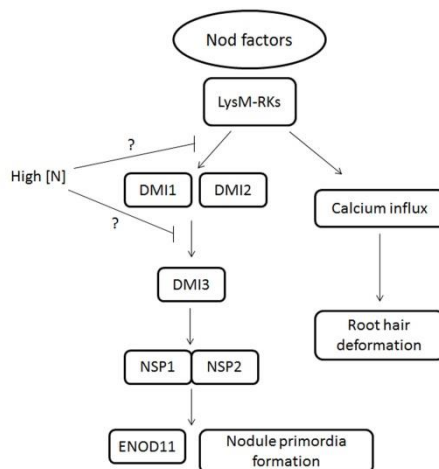 Nod factors
LysM-RKs
?
High [N]
DMI1
DMI2
Calcium influx
?
DMI3
Root hair
deformation
NSP1
NSP2
ENOD11
Nodule primordia
formation